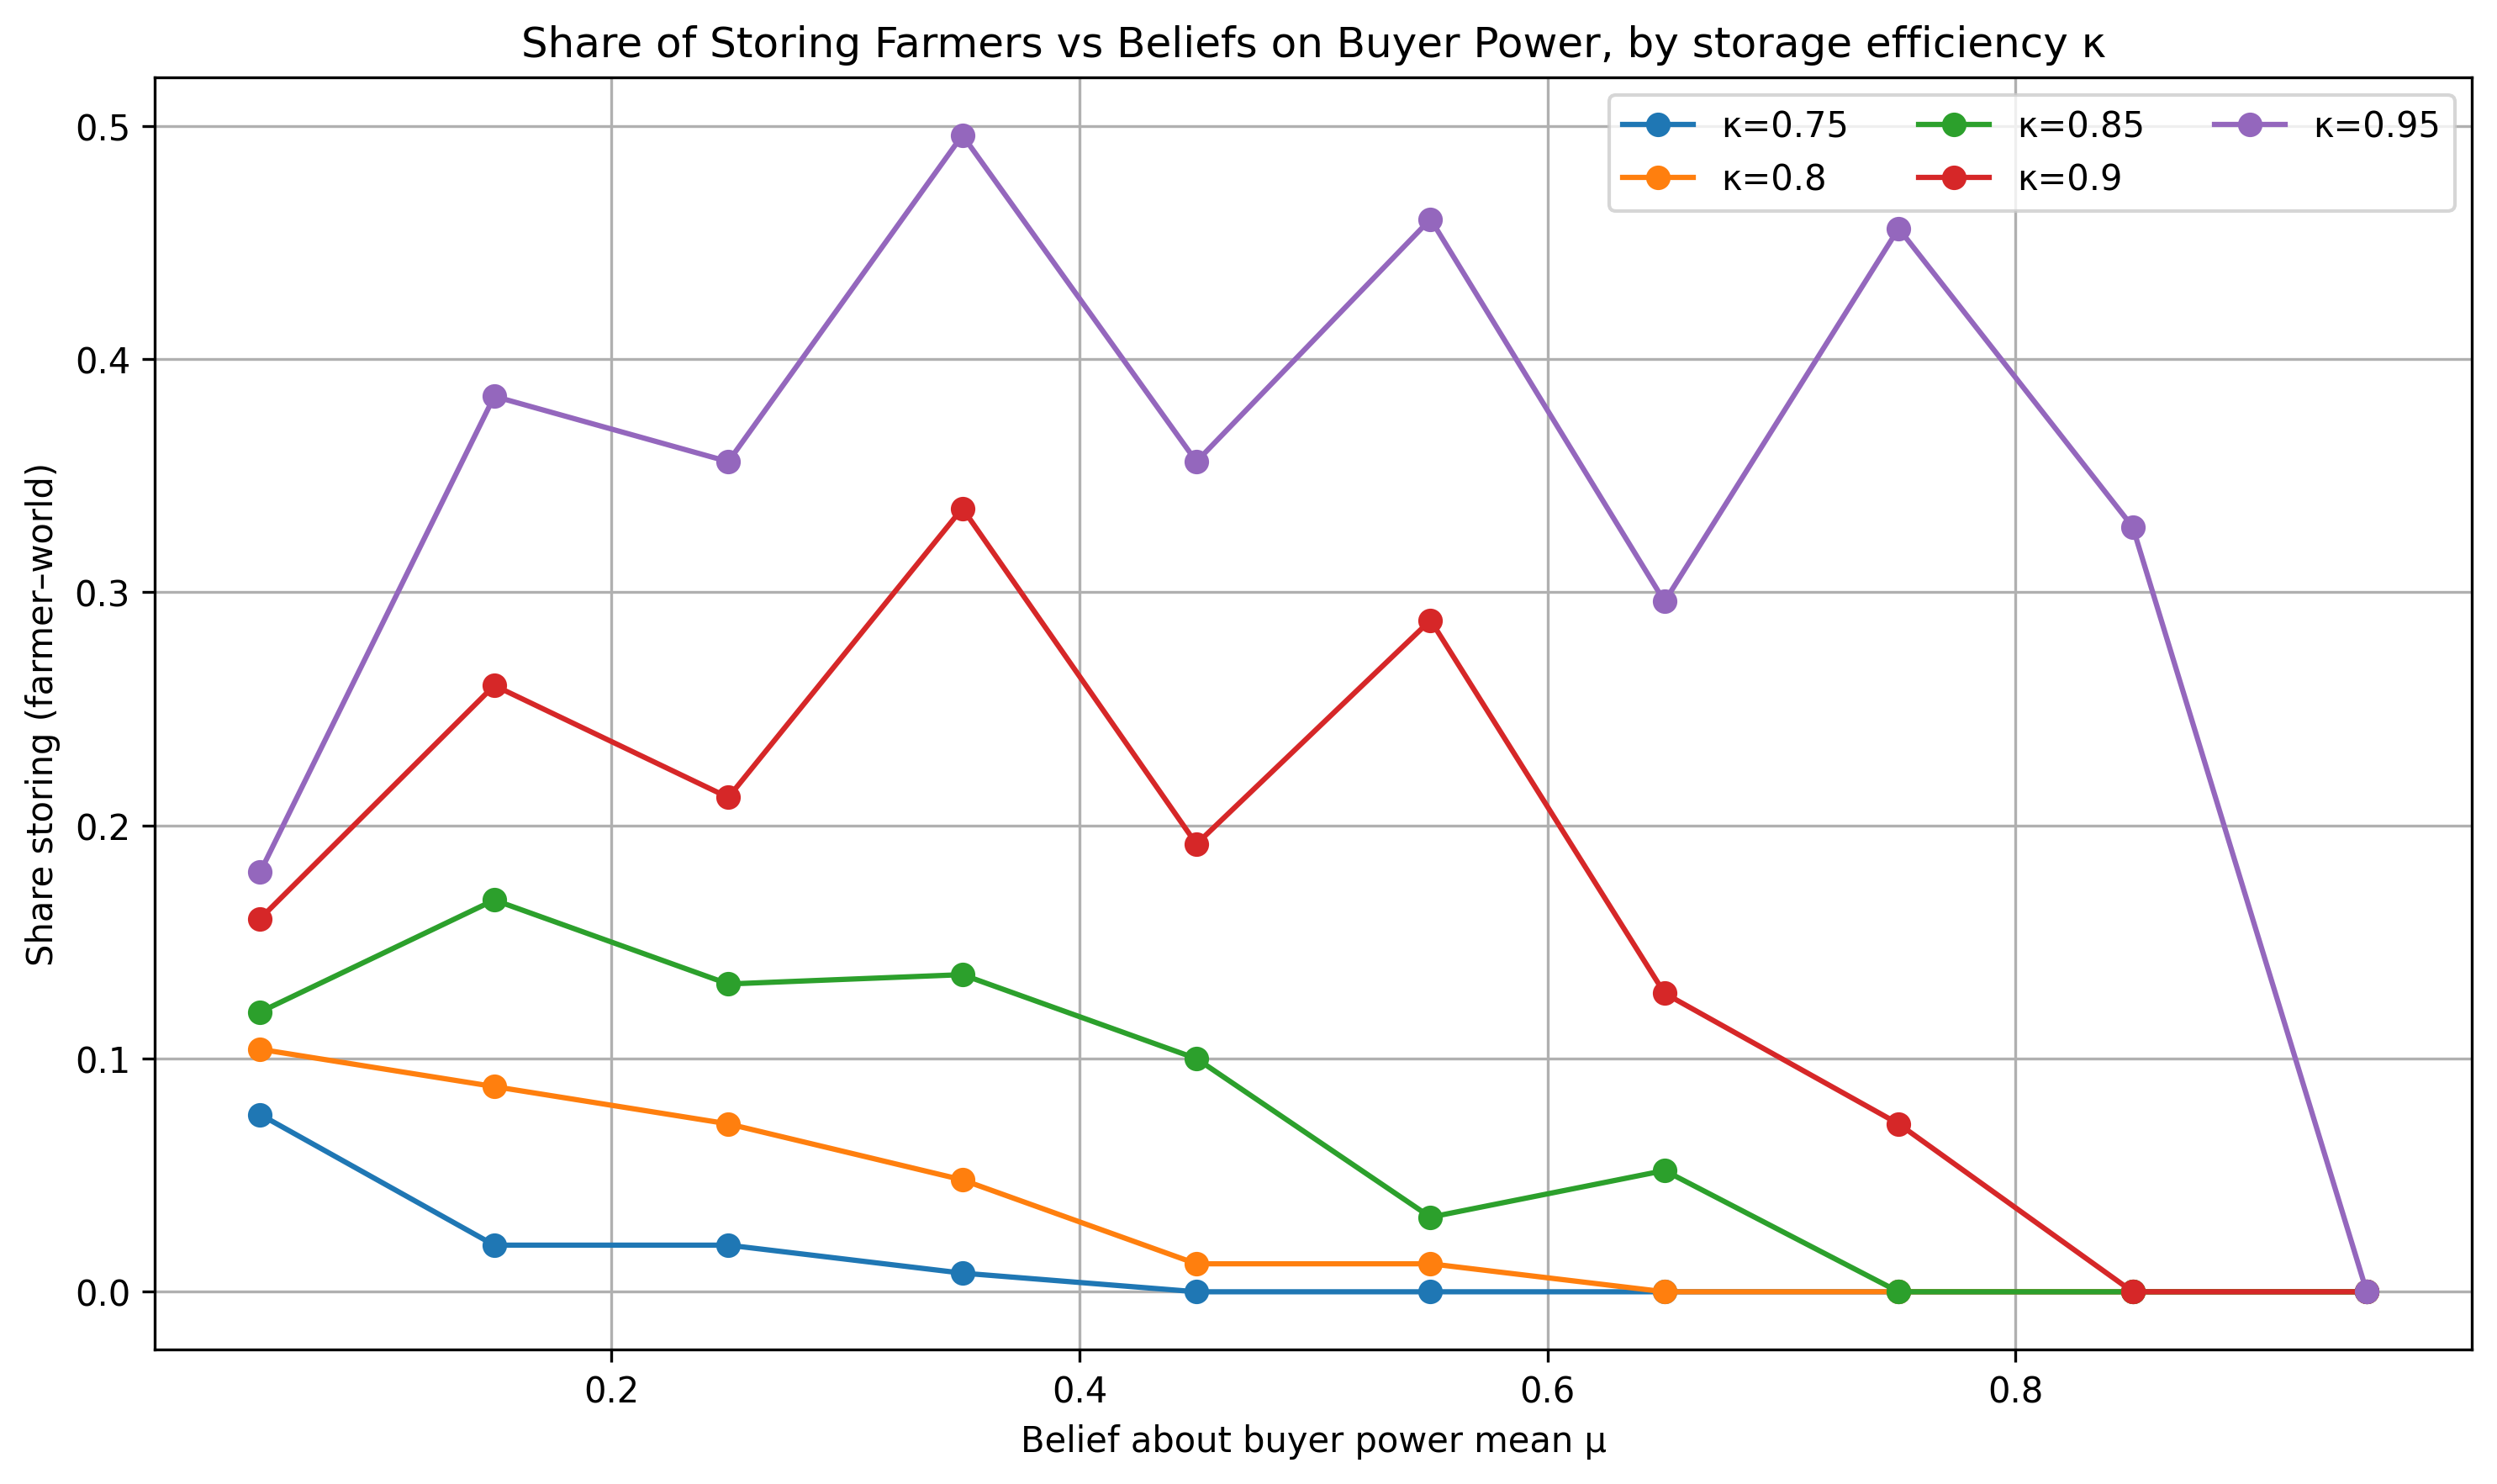 Share of Storing Farmers vs Beliefs on Buyer Power, by storage efficiency κ
κ=0.75
κ=0.8
κ=0.85
κ=0.9
κ=0.95
Share storing (farmer–world)
0.5
0.4
0.3
0.2
0.1
0.0
0.2
0.4
0.6
0.8
Belief about buyer power mean μ